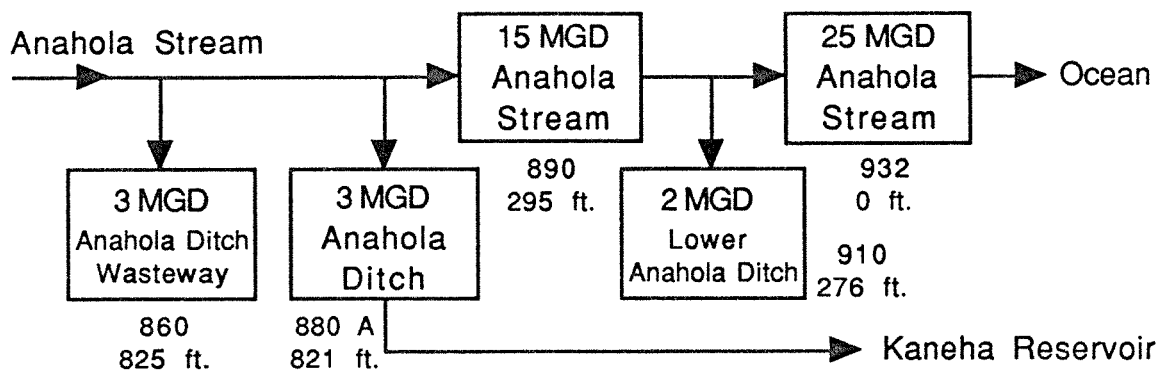 Anahola Stream
15 MGD
Anahola
Stream
25 MGD
Anahola
Stream
Ocean
890
295 ft.
932
0 ft.
3 MGD
Anahola Ditch
Wasteway
3 MGD
Anahola
Ditch
2 MGD
Lower
Anahola Ditch
910
276 ft.
860
825 ft.
880 A
821 ft.
Kaneha Reservoir